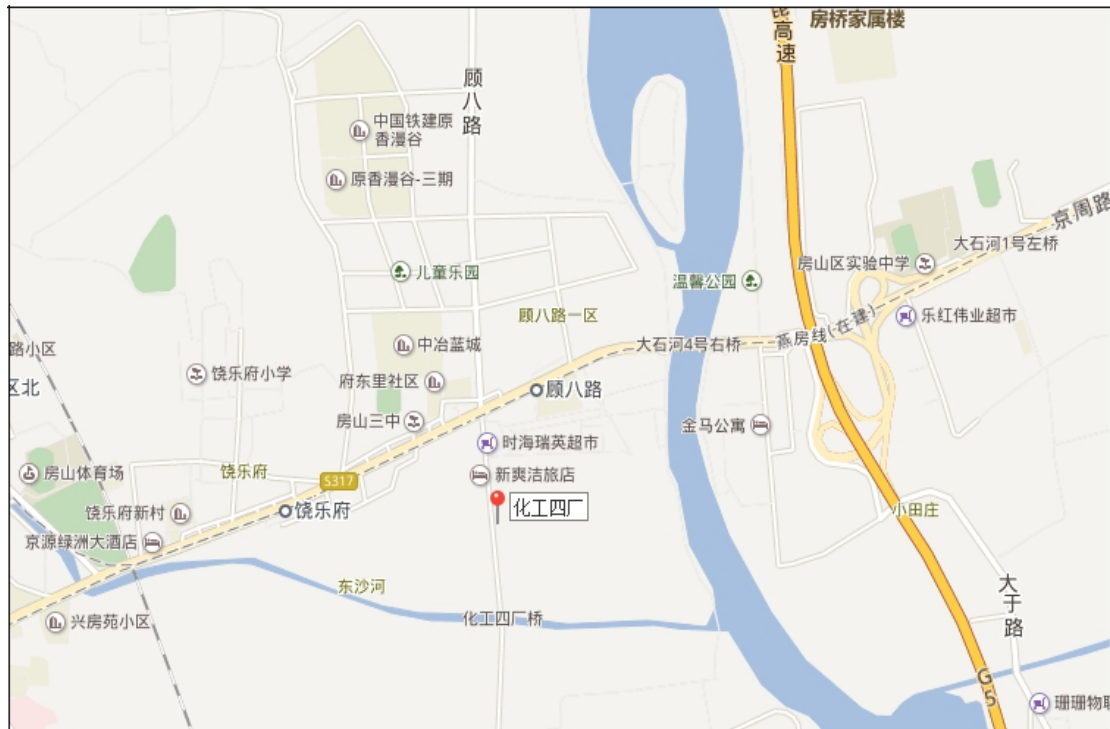 房桥家属楼
昆高速
顾八路
中国铁建原
香漫谷
原香漫谷-三期
京周路
大石河1号左桥
房山区实验中学
儿童乐园
温馨公园
顾八路一区
乐红伟业超市
燕房线(在建)
大石河4号右桥
中冶蓝城
路小区
饶乐府小学
府东里社区
区北
顾八路
房山三中
金马公寓
时海瑞英超市
房山体育场
饶乐府
S317
新爽洁旅店
化工四厂
饶乐府新村
饶乐府
小田庄
京源绿洲大酒店
东沙河
大于路
化工四厂桥
兴房苑小区
G5
珊珊物联